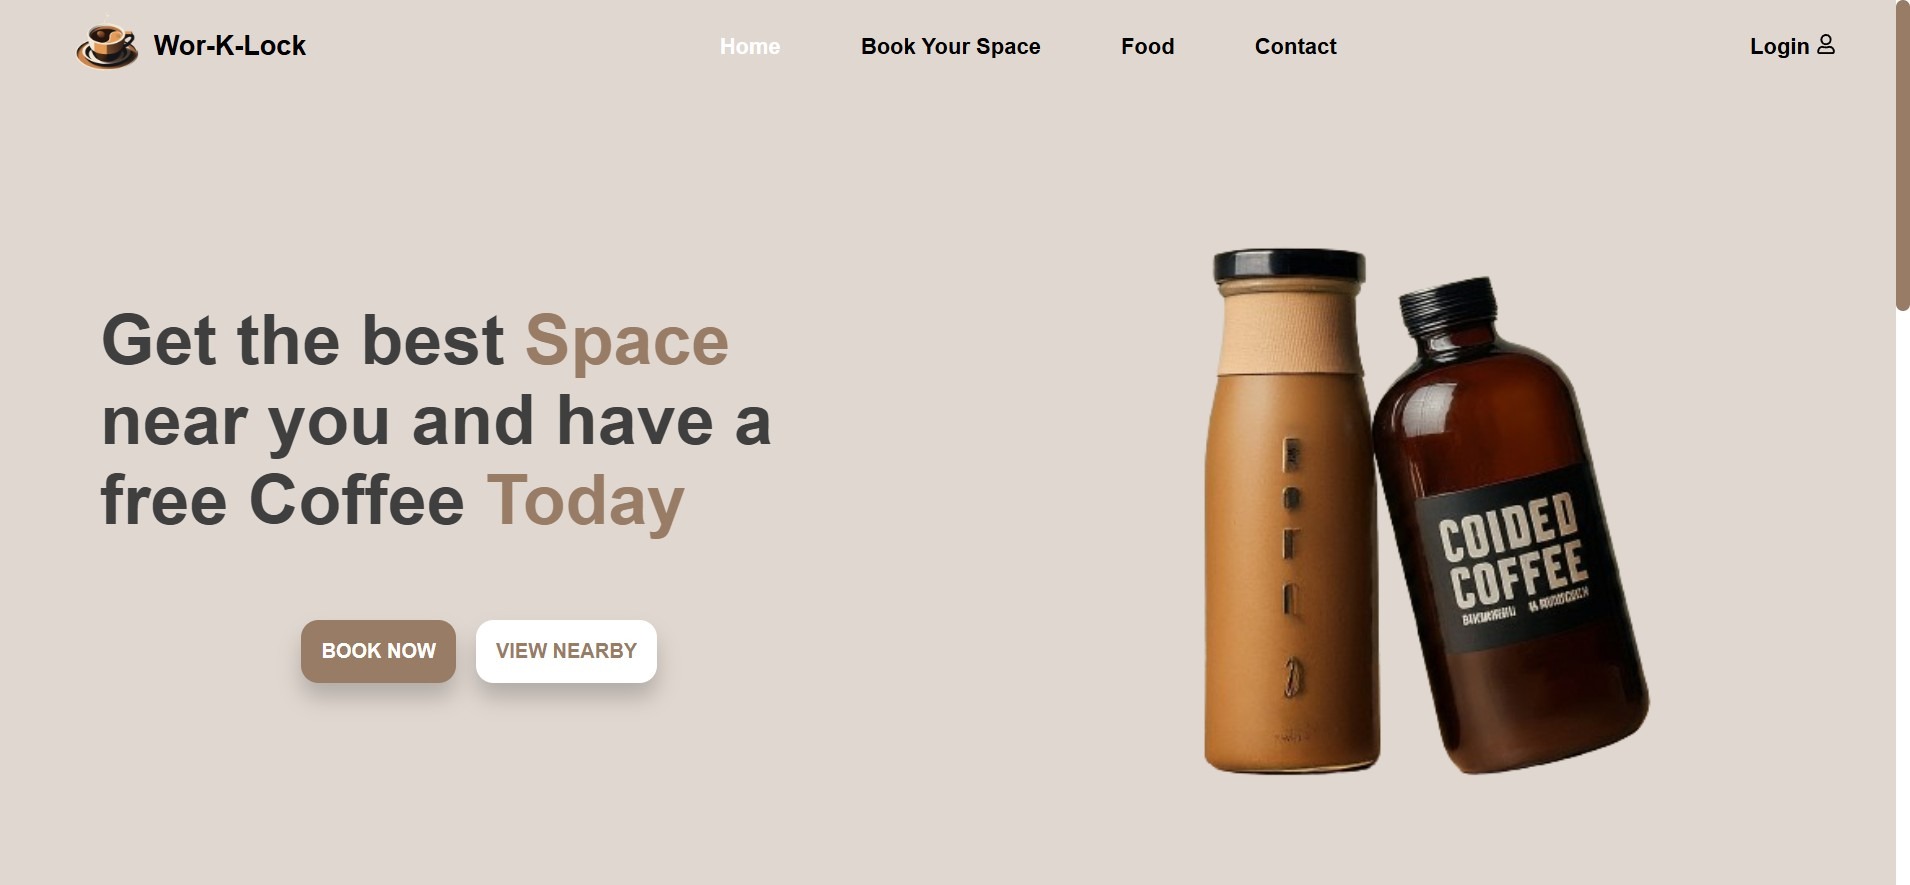 Wor-K-Lock
Home
Book Your Space
Food
Contact
Login
Get the best Space
near you and have a
free Coffee Today
BOOK NOW
VIEW NEARBY
COIDED
COFFEE